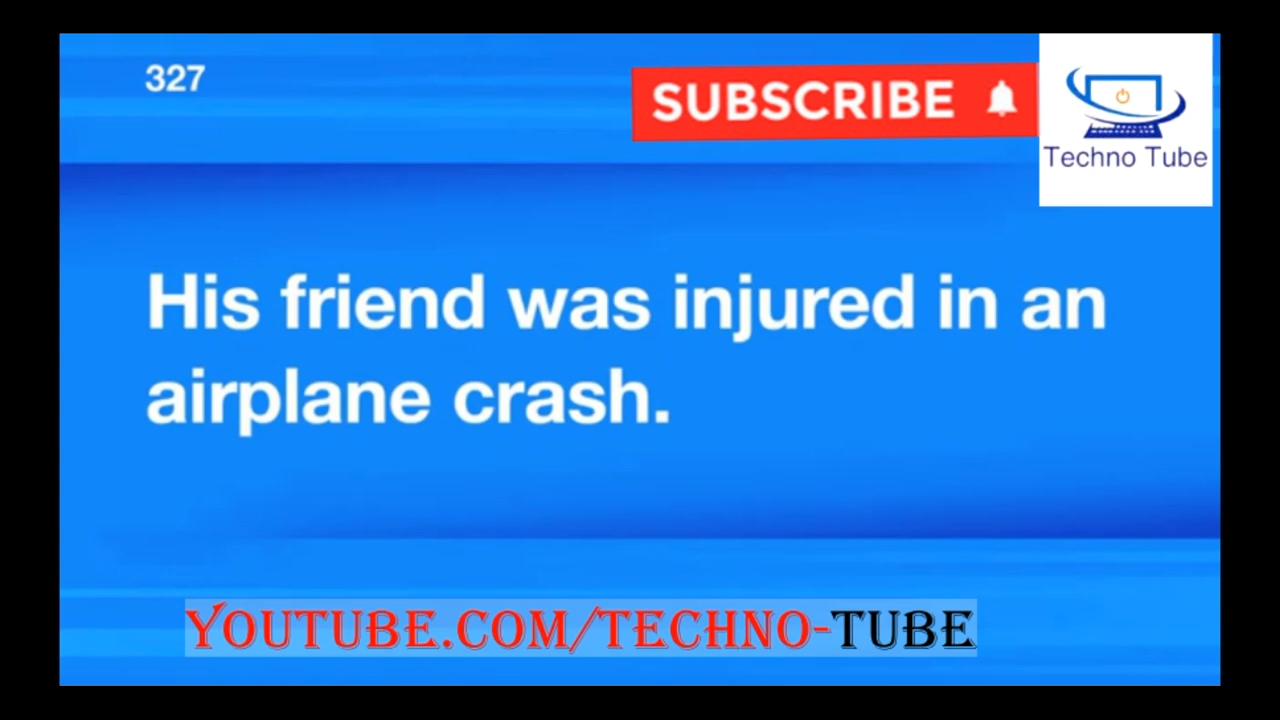 327
SUBSCRIBE
Techno Tube
His friend was injured in an
airplane crash.
YOUTUBE.COM/TECHNO-TUBE